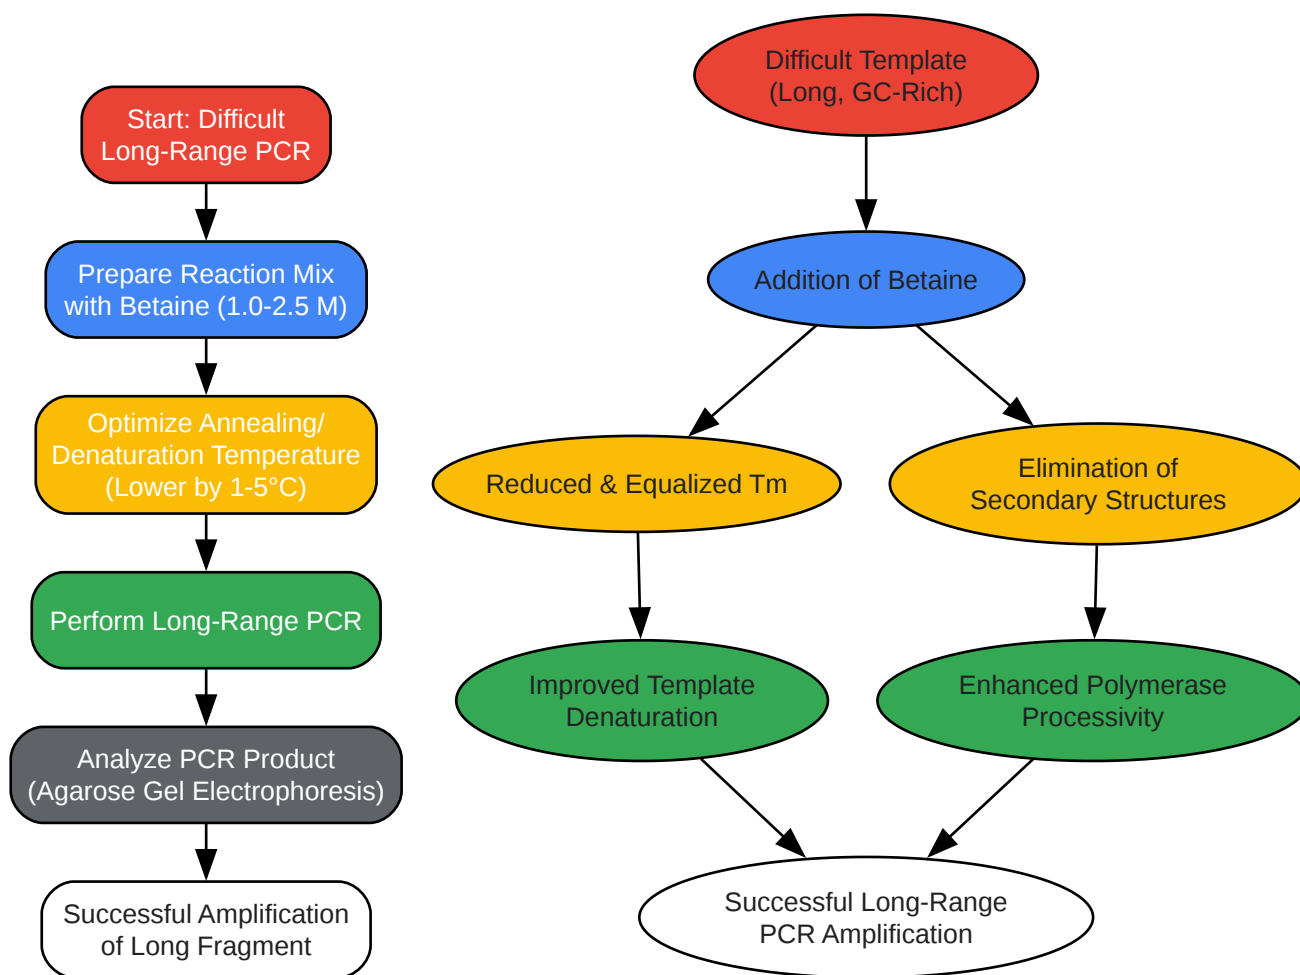 Start: Difficult
Long-Range PCR
Prepare Reaction Mix
with Betaine (1.0-2.5 M)
Optimize Annealing/
Denaturation Temperature
(Lower by 1-5°C)
Perform Long-Range PCR
Analyze PCR Product
(Agarose Gel Electrophoresis)
Successful Amplification
of Long Fragment
Difficult Template
(Long, GC-Rich)
Addition of Betaine
Reduced & Equalized Tm
Elimination of
Secondary Structures
Improved Template
Denaturation
Enhanced Polymerase
Processivity
Successful Long-Range
PCR Amplification